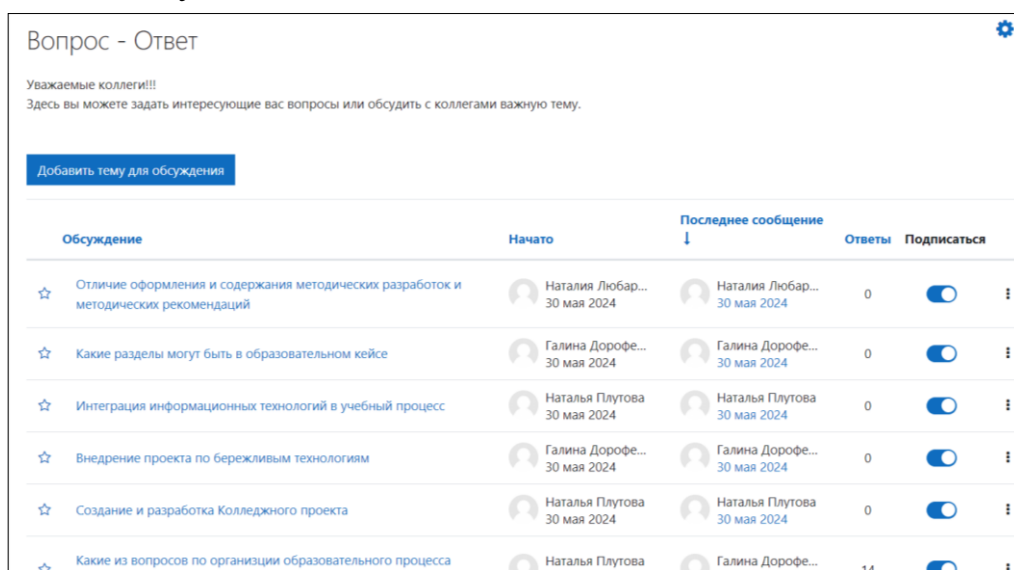 Вопрос - Ответ
Уважаемые коллеги!!!
Здесь вы можете задать интересующие вас вопросы или обсудить с коллегами важную тему.
Добавить тему для обсуждения
Обсуждение Начато Последнее сообщение ↓ Ответы Подписаться
Отличие оформления и содержания методических разработок и
методических рекомендаций
Наталия Любар...
30 мая 2024
Наталия Любар...
30 мая 2024
0
Какие разделы могут быть в образовательном кейсе
Галина Дорофе...
30 мая 2024
Галина Дорофе...
30 мая 2024
0
Интеграция информационных технологий в учебный процесс
Наталья Плутова
30 мая 2024
Наталья Плутова
30 мая 2024
0
Внедрение проекта по бережливым технологиям
Галина Дорофе...
30 мая 2024
Галина Дорофе...
30 мая 2024
0
Создание и разработка Колледжного проекта
Наталья Плутова
30 мая 2024
Наталья Плутова
30 мая 2024
0
Какие из вопросов по организции образовательного процесса
Наталья Плутова
Галина Дорофе...
14